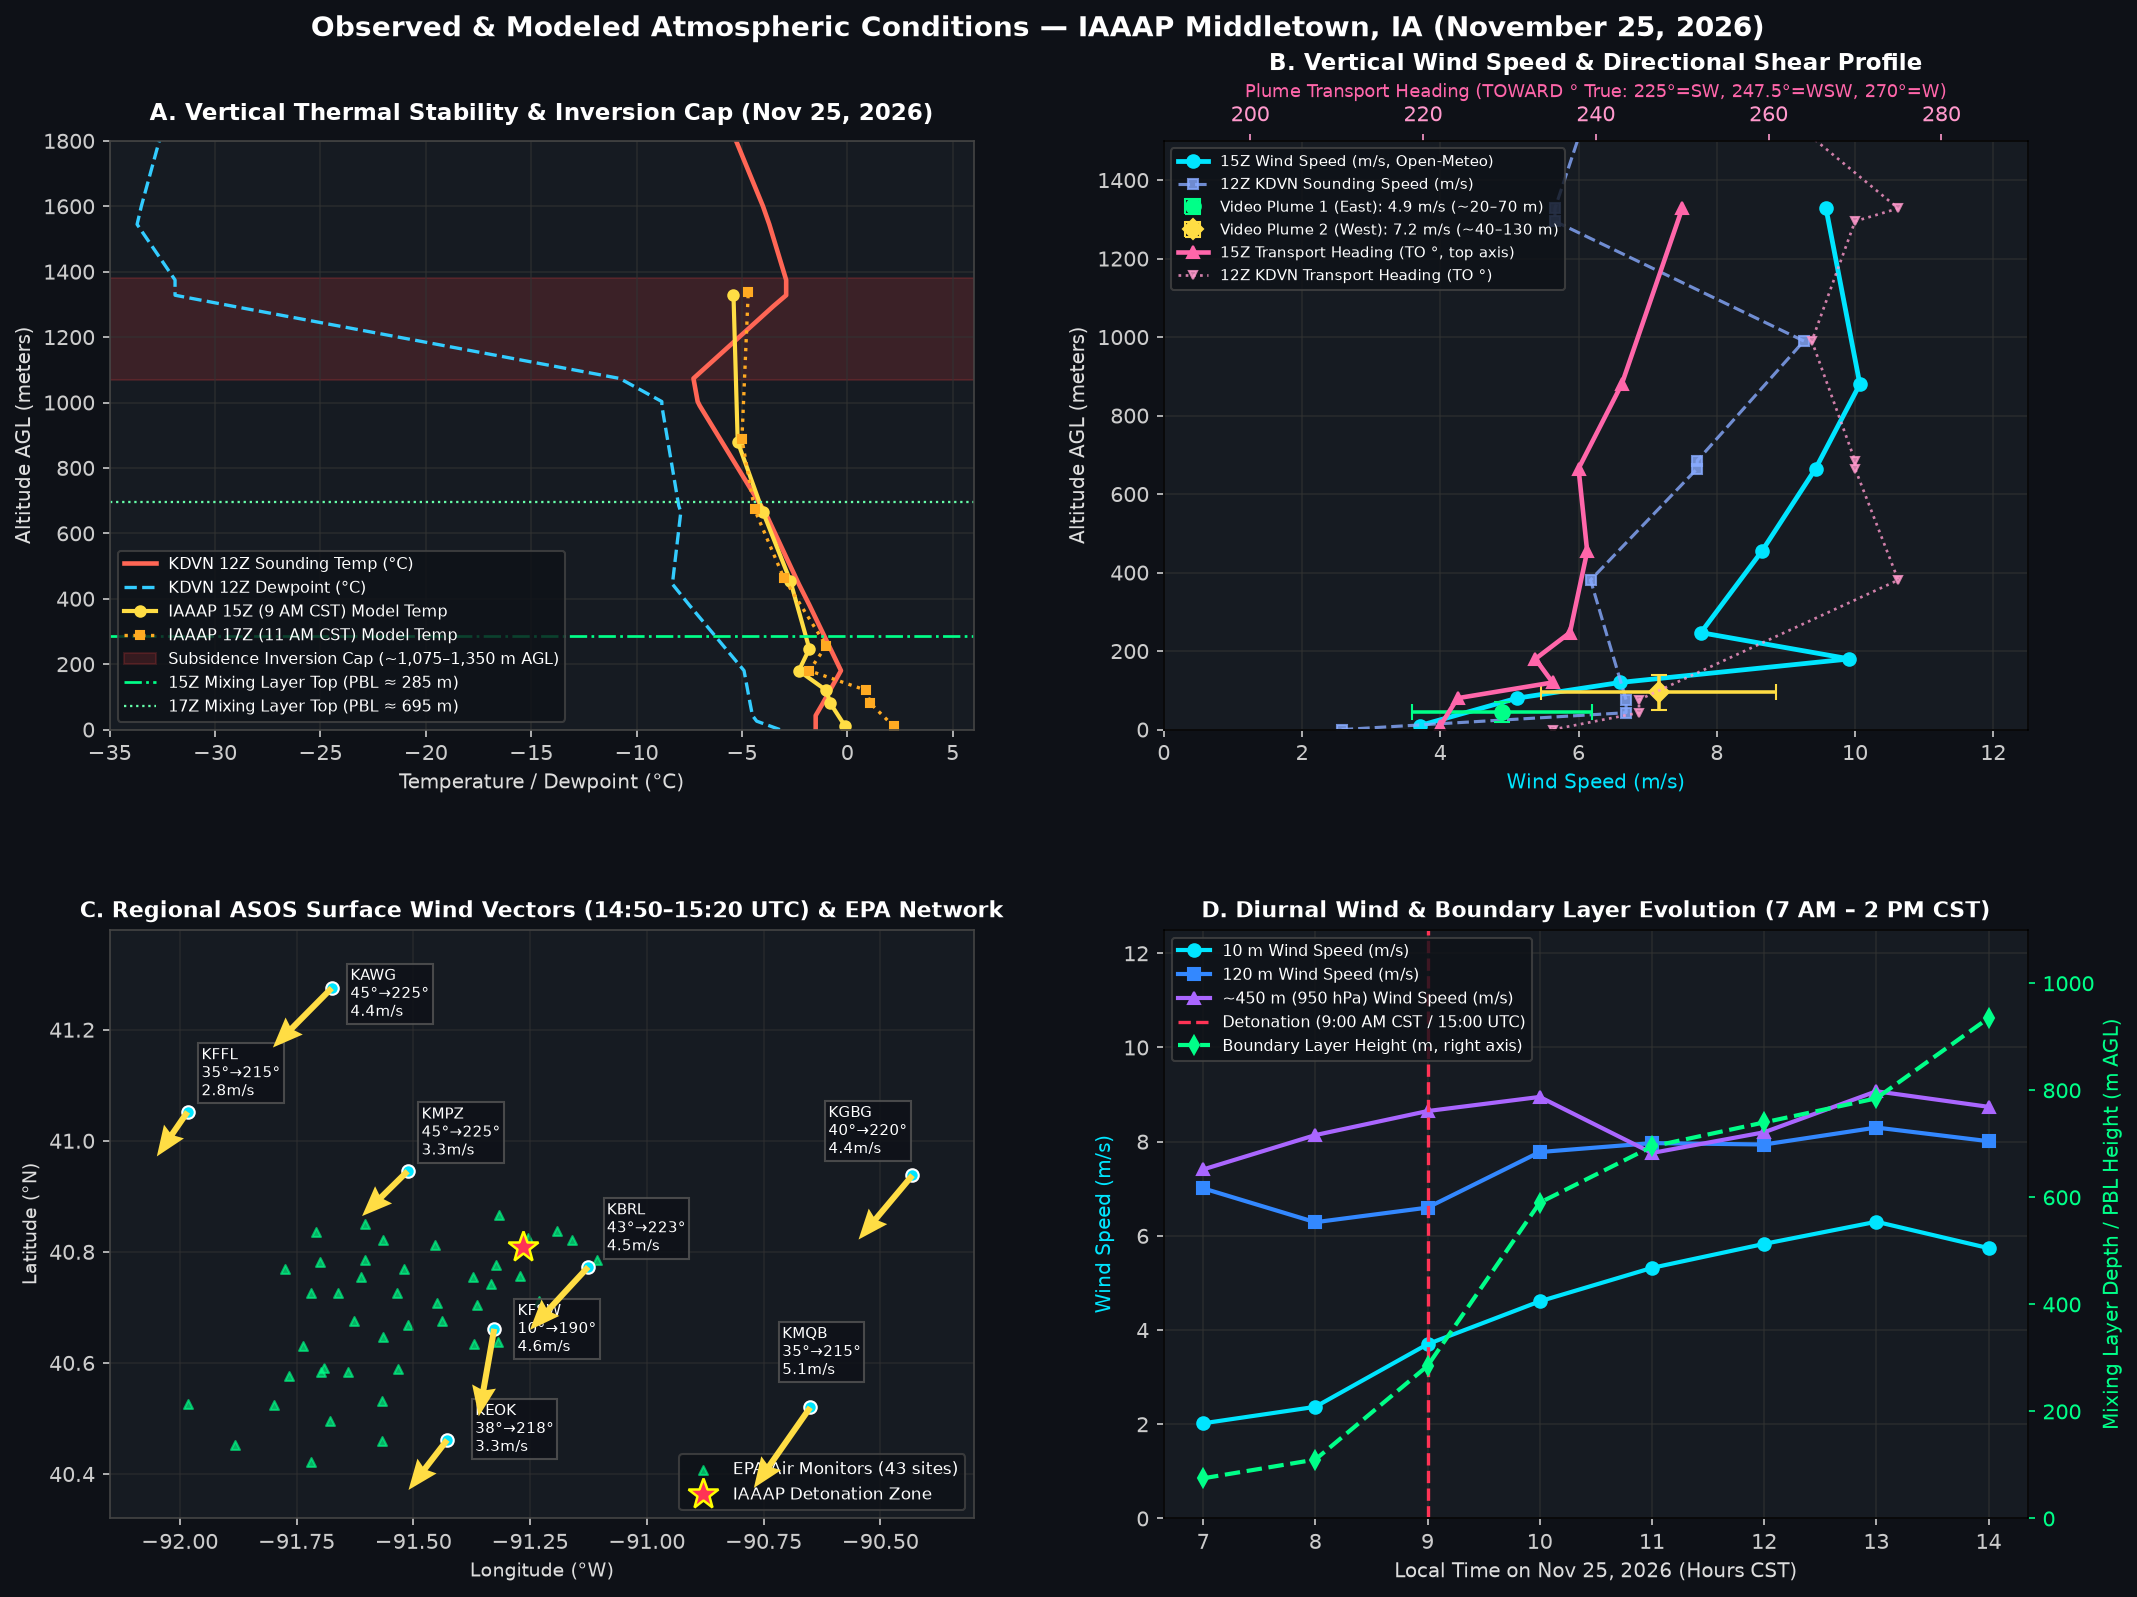 Observed & Modeled Atmospheric Conditions — IAAAP Middletown, IA (November 25, 2026)
A. Vertical Thermal Stability & Inversion Cap (Nov 25, 2026)
1800
1600
1400
1200
1000
800
600
400
200
0
Altitude AGL (meters)
KDVN 12Z Sounding Temp (°C)
KDVN 12Z Dewpoint (°C)
IAAAP 15Z (9 AM CST) Model Temp
IAAAP 17Z (11 AM CST) Model Temp
Subsidence Inversion Cap (~1,075–1,350 m AGL)
15Z Mixing Layer Top (PBL ≈ 285 m)
17Z Mixing Layer Top (PBL ≈ 695 m)
−35 −30 −25 −20 −15 −10 −5 0 5
Temperature / Dewpoint (°C)
B. Vertical Wind Speed & Directional Shear Profile
Plume Transport Heading (TOWARD ° True: 225°=SW, 247.5°=WSW, 270°=W)
200 220 240 260 280
1400
1200
1000
800
600
400
200
0
Altitude AGL (meters)
15Z Wind Speed (m/s, Open-Meteo)
12Z KDVN Sounding Speed (m/s)
Video Plume 1 (East): 4.9 m/s (~20–70 m)
Video Plume 2 (West): 7.2 m/s (~40–130 m)
15Z Transport Heading (TO °, top axis)
12Z KDVN Transport Heading (TO °)
0 2 4 6 8 10 12
Wind Speed (m/s)
C. Regional ASOS Surface Wind Vectors (14:50–15:20 UTC) & EPA Network
41.2
41.0
40.8
40.6
40.4
Latitude (°N)
KAWG
45°→225°
4.4m/s
KFFL
35°→215°
2.8m/s
KMPZ
45°→225°
3.3m/s
KGBG
40°→220°
4.4m/s
KBRL
43°→223°
4.5m/s
10°→190°
4.6m/s
KMQB
35°→215°
5.1m/s
KEOK
38°→218°
3.3m/s
EPA Air Monitors (43 sites)
IAAAP Detonation Zone
−92.00 −91.75 −91.50 −91.25 −91.00 −90.75 −90.50
Longitude (°W)
D. Diurnal Wind & Boundary Layer Evolution (7 AM – 2 PM CST)
12
10
8
6
4
2
0
Wind Speed (m/s)
10 m Wind Speed (m/s)
120 m Wind Speed (m/s)
~450 m (950 hPa) Wind Speed (m/s)
Detonation (9:00 AM CST / 15:00 UTC)
Boundary Layer Height (m, right axis)
1000
800
600
400
200
0
Mixing Layer Depth / PBL Height (m AGL)
7 8 9 10 11 12 13 14
Local Time on Nov 25, 2026 (Hours CST)